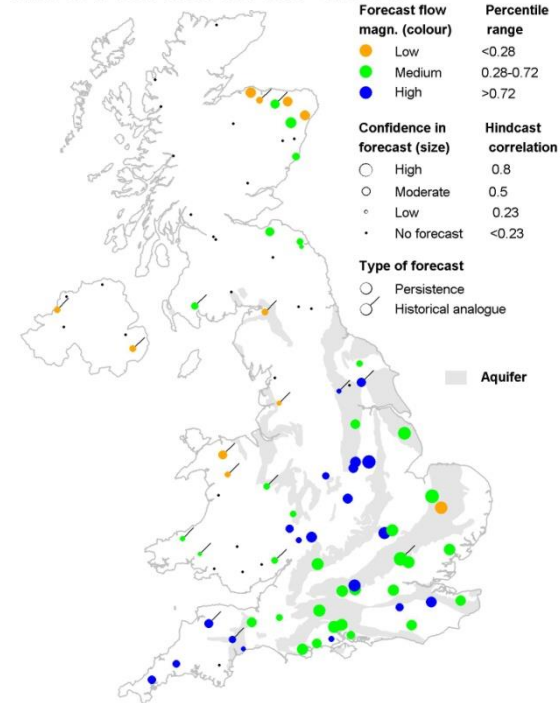 Forecast flow Percentile
magn. (colour) range
Low <0.28
Medium 0.28-0.72
High >0.72
Confidence in Hindcast
forecast (size) correlation
High 0.8
Moderate 0.5
Low 0.23
No forecast <0.23
Type of forecast
Persistence
Historical analogue
Aquifer